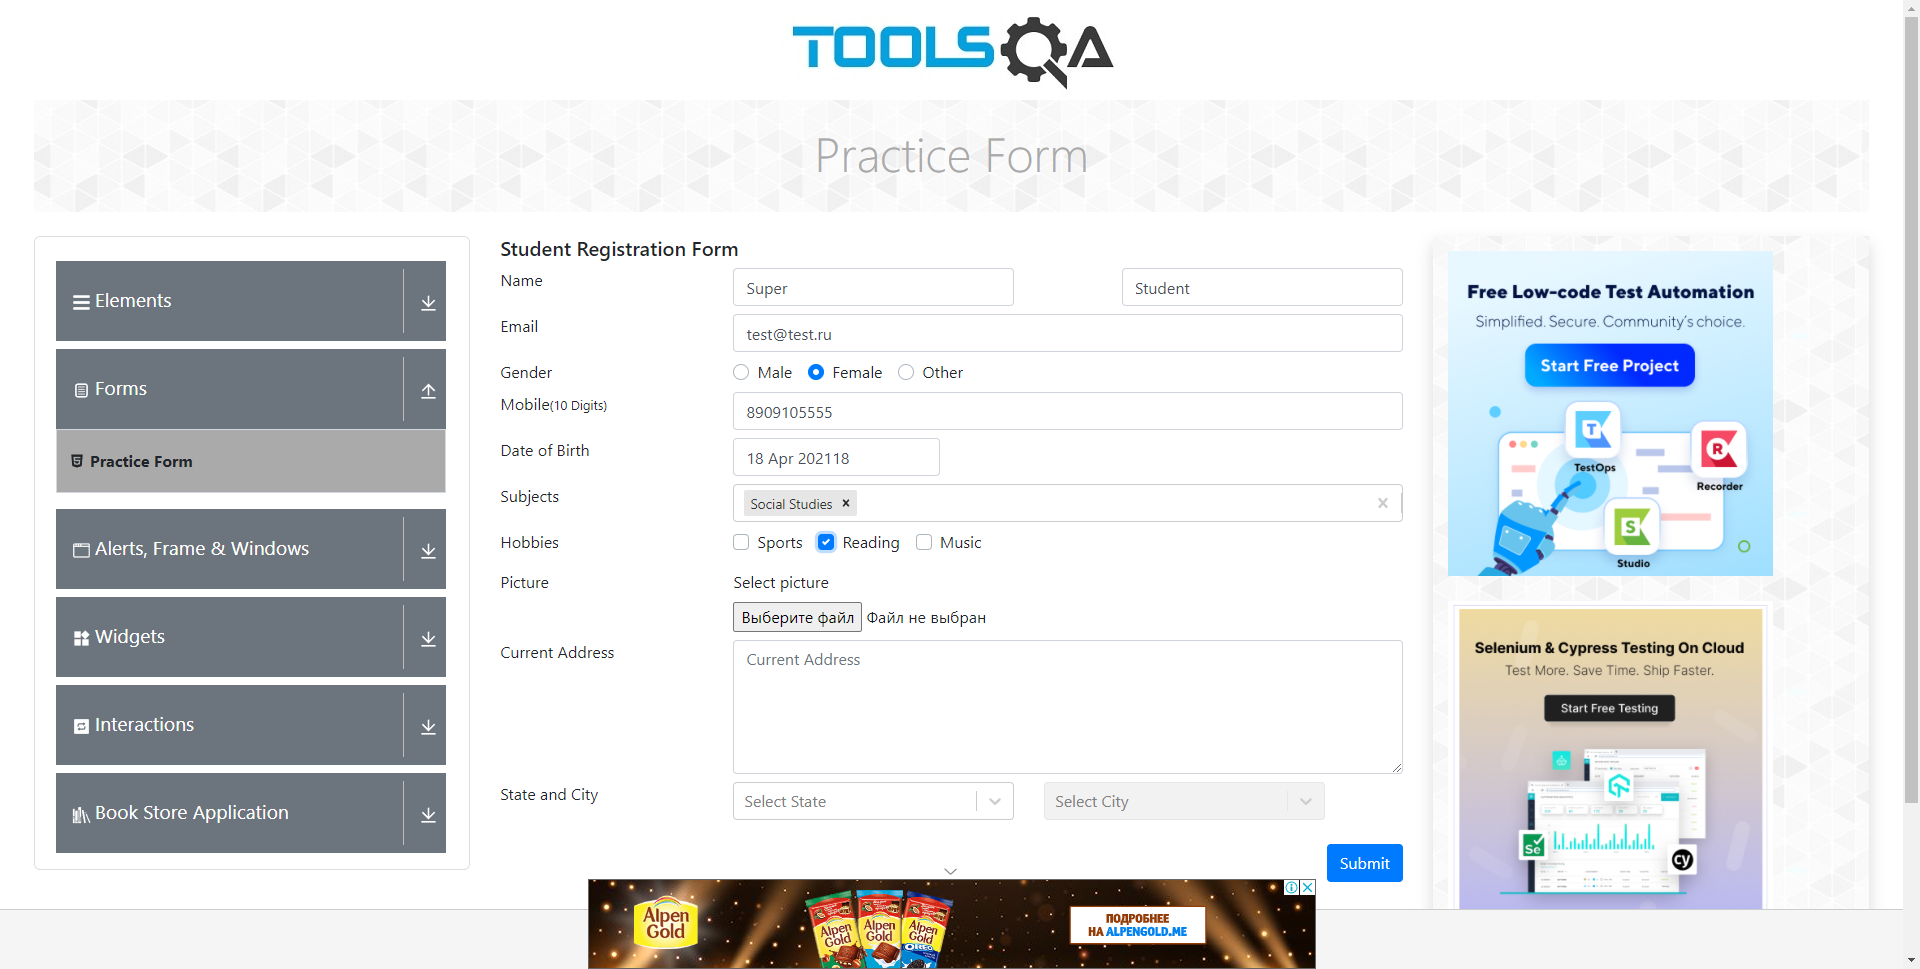 TOOLSQA
Practice Form
Elements
Forms
Practice Form
Alerts, Frame & Windows
Widgets
Interactions
Book Store Application
Student Registration Form
Name
Super
Student
Email
test@test.ru
Gender
Male
Female
Other
Mobile(10 Digits)
8909105555
Date of Birth
18 Apr 202118
Subjects
Social Studies
Hobbies
Sports
Reading
Music
Picture
Select picture
Выберите файл
Файл не выбран
Current Address
Current Address
State and City
Select State
Select City
Submit
Free Low-code Test Automation
Simplified. Secure. Community's choice.
Start Free Project
TestOps
Recorder
Studio
Selenium & Cypress Testing On Cloud
Test More. Save Time. Ship Faster.
Start Free Testing
Se
cy
Alpen
Gold
Alpen
Gold
Alpen
Gold
Alpen
Gold
OREO
ПОДРОБНЕЕ
НА ALPENGOLD.ME